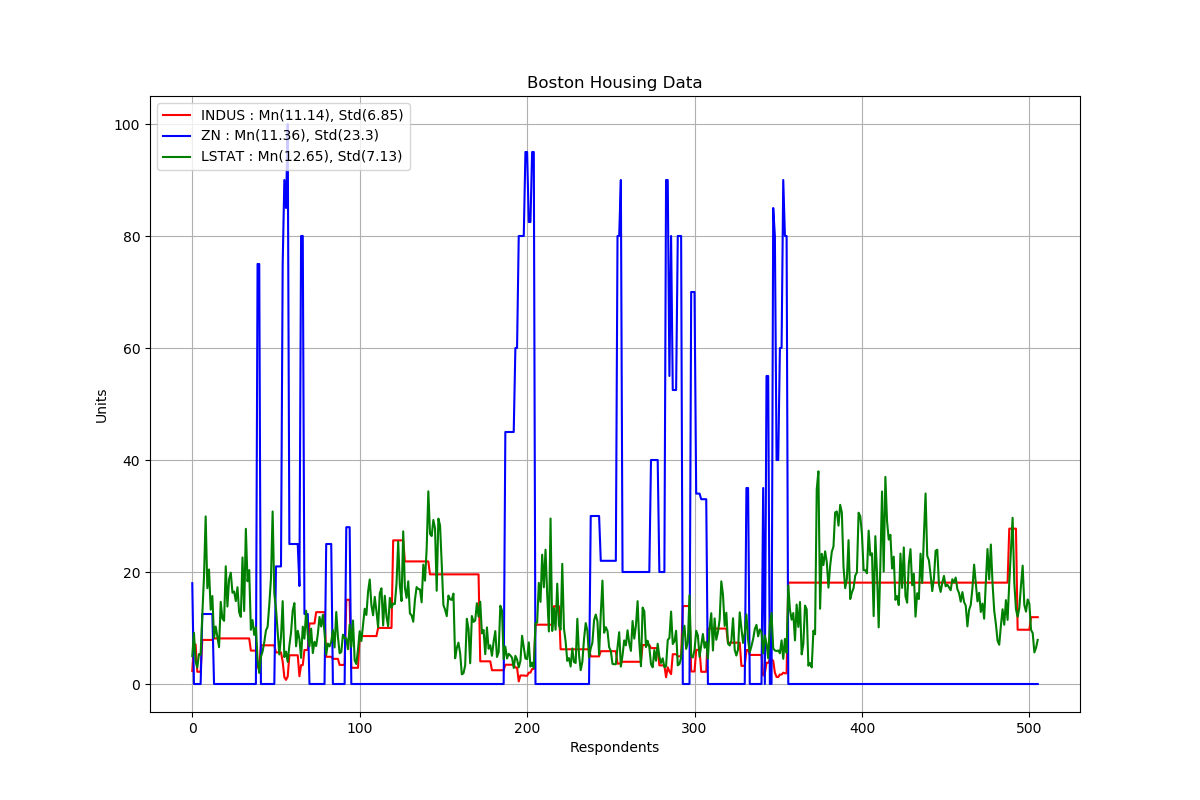 Boston Housing Data
INDUS : Mn(11.14), Std(6.85)
ZN : Mn(11.36), Std(23.3)
LSTAT : Mn(12.65), Std(7.13)
100
80
60
40
20
0
Units
0 100 200 300 400 500
Respondents